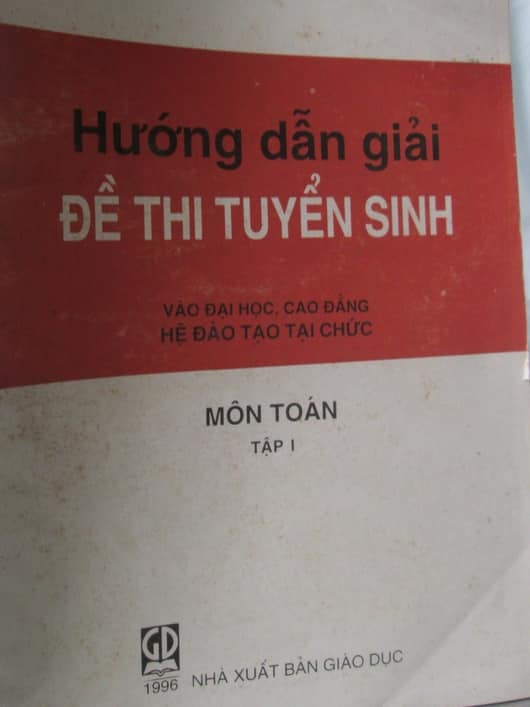 Hướng dẫn giải
ĐỀ THI TUYỂN SINH
VÀO ĐẠI HỌC, CAO ĐẲNG
HỆ ĐÀO TẠO TẠI CHỨC
MÔN TOÁN
TẬP I
GD
1996 NHÀ XUẤT BẢN GIÁO DỤC